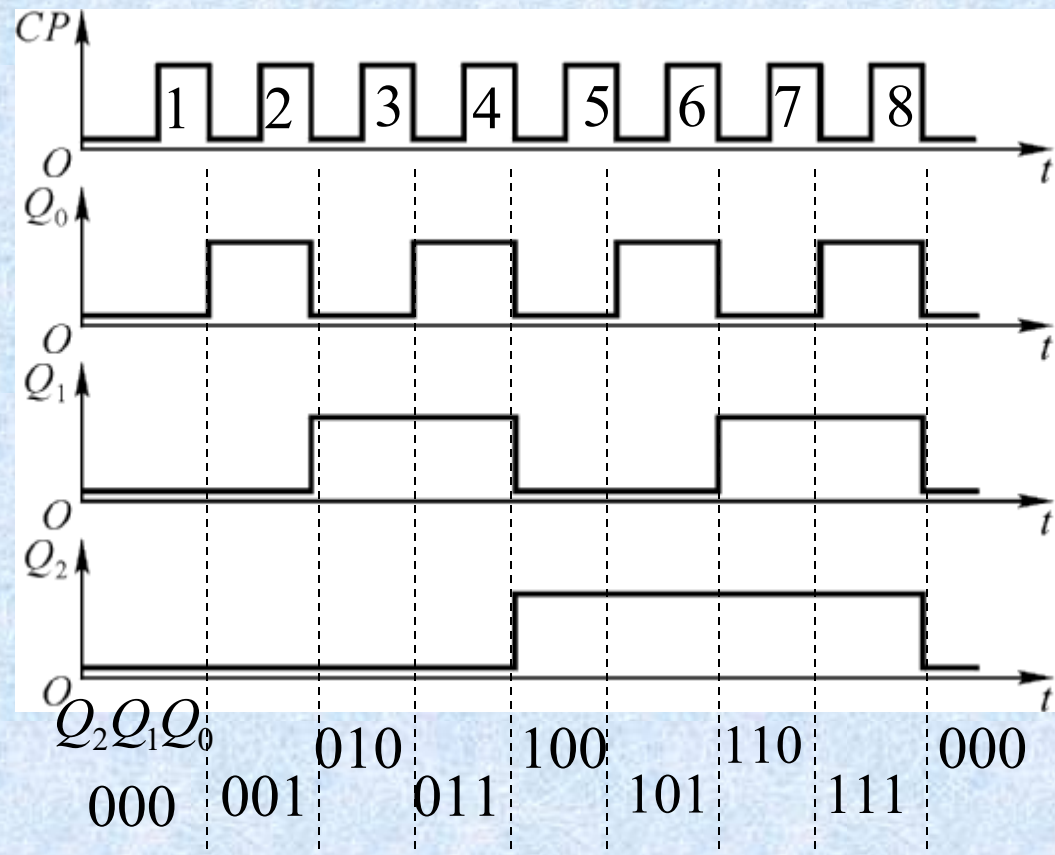 CP
1 2 3 4 5 6 7 8
O t
Q₀
O t
Q₁
O t
Q₂
O t
Q₂Q₁Q₀
010 100 110 000
000 001 011 101 111